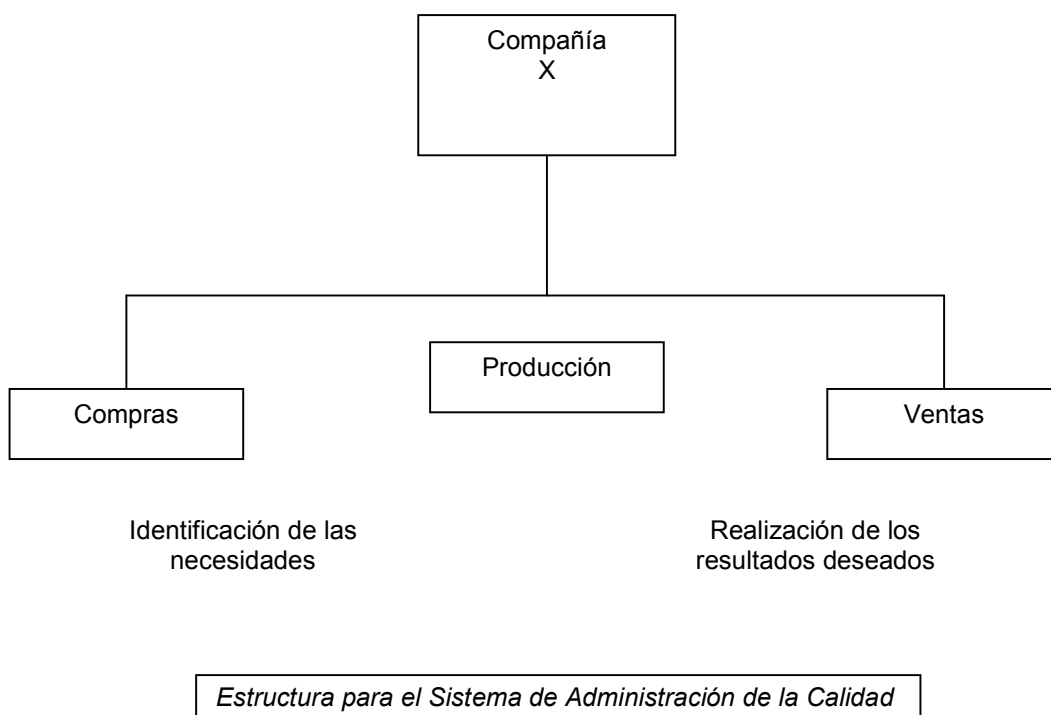 Compañía
X
Producción
Compras
Ventas
Identificación de las
necesidades
Realización de los
resultados deseados
Estructura para el Sistema de Administración de la Calidad